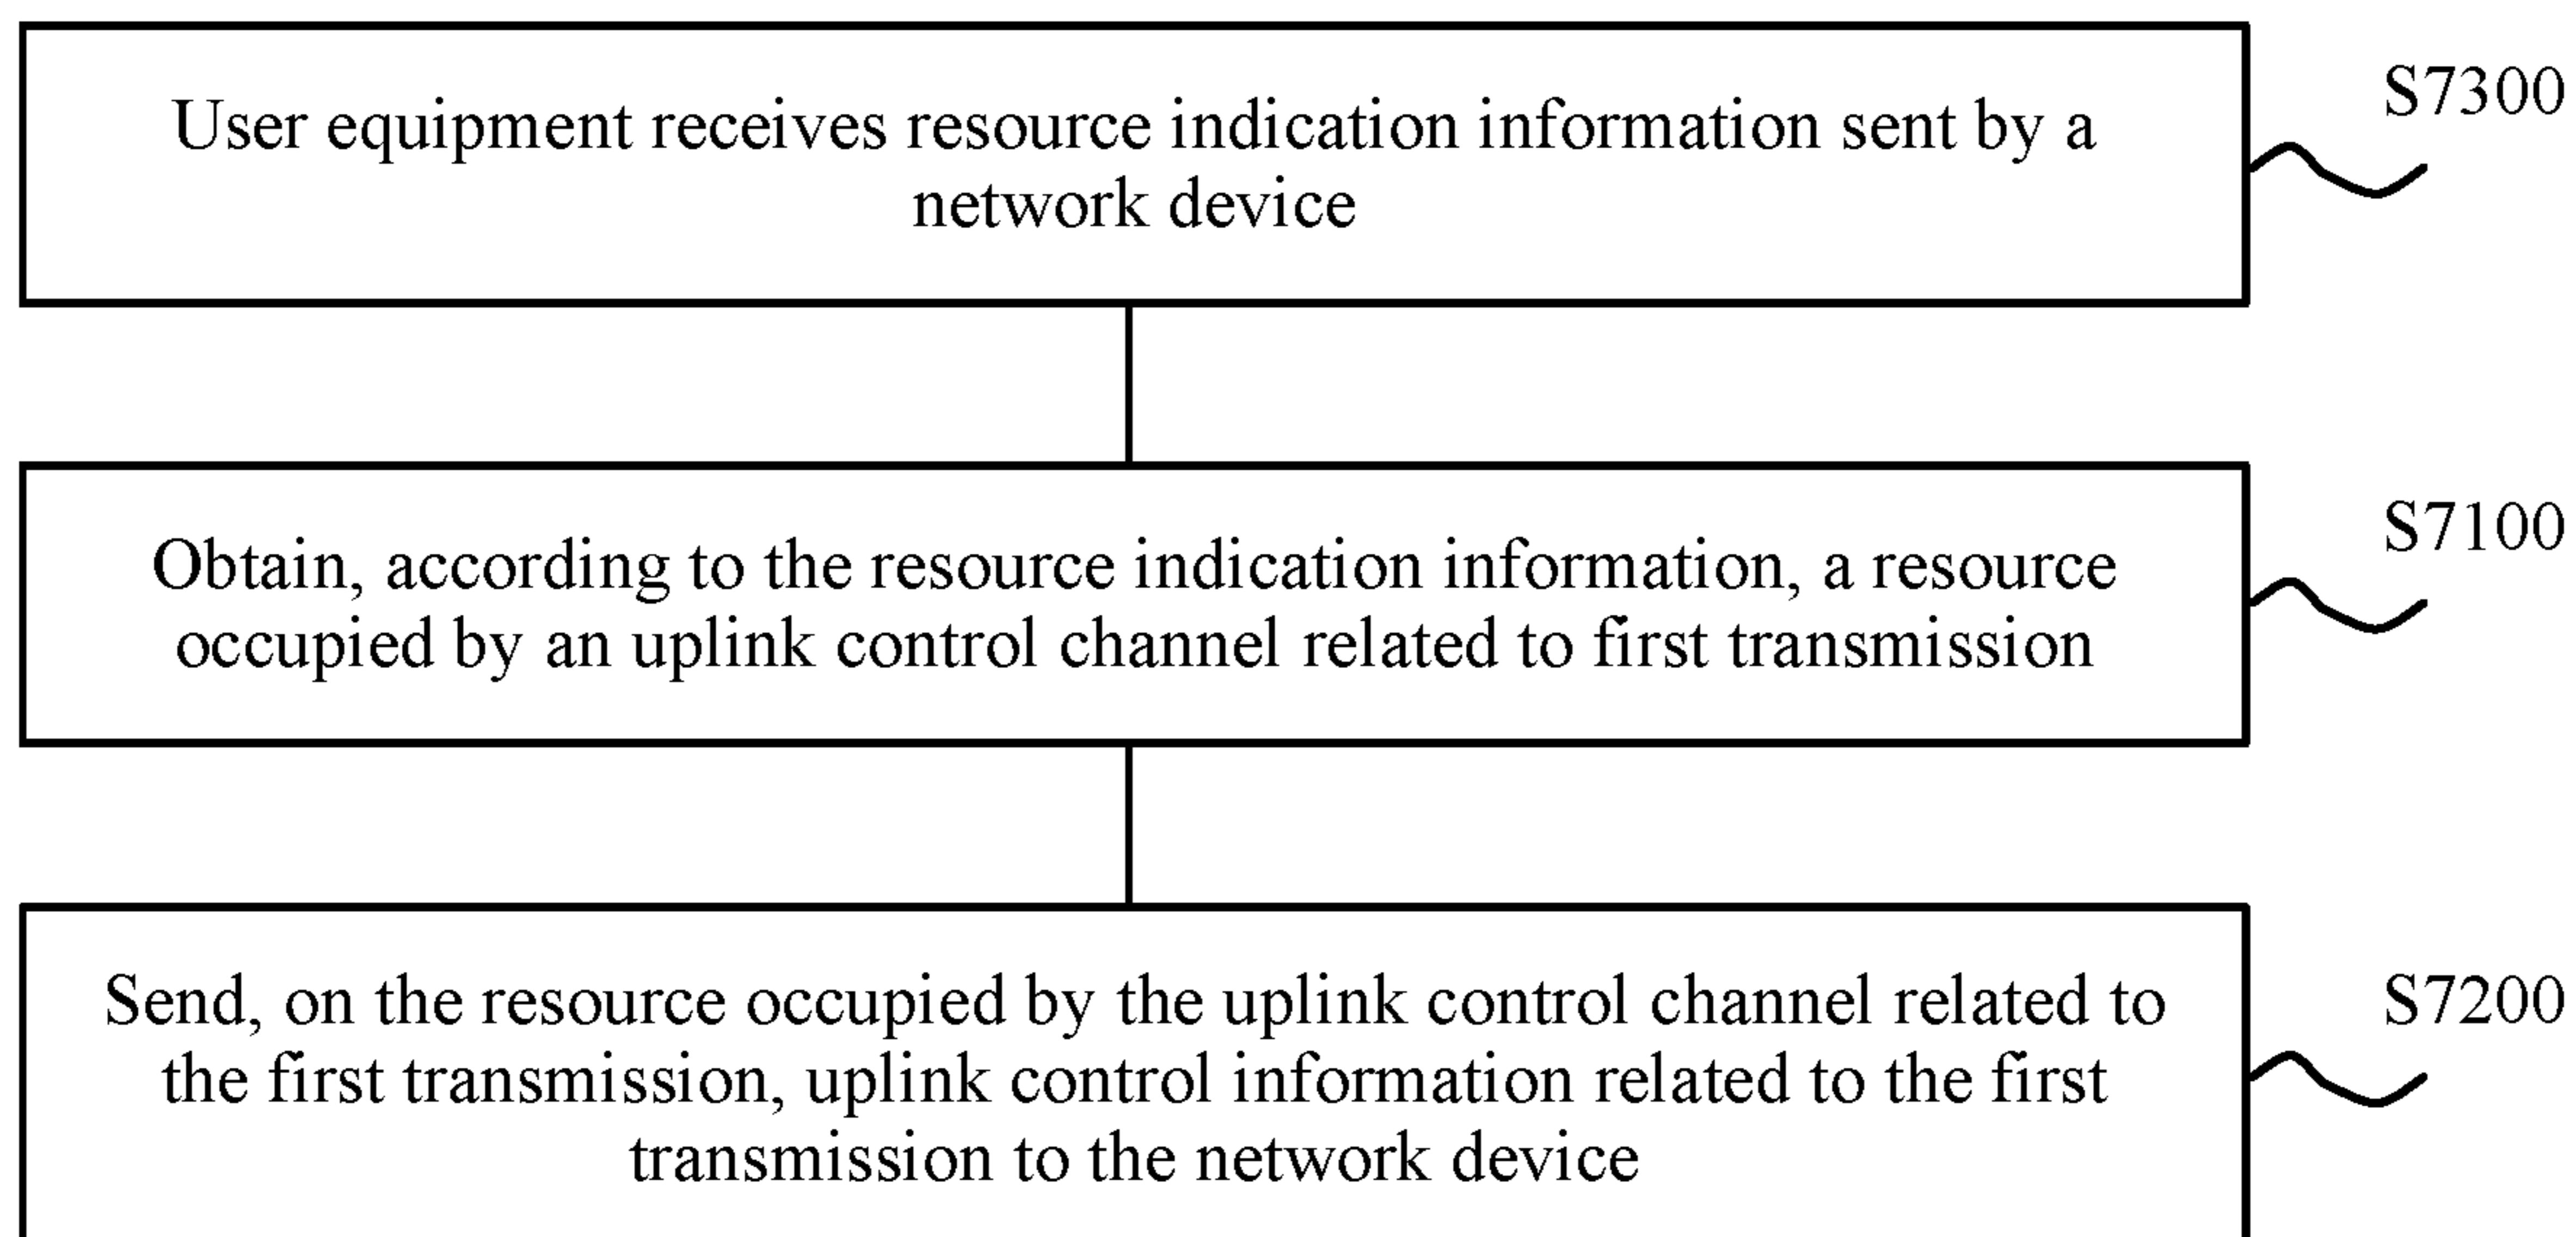 User equipment receives resource indication information sent by a
network device
S7300
Obtain, according to the resource indication information, a resource
occupied by an uplink control channel related to first transmission
S7100
Send, on the resource occupied by the uplink control channel related to
the first transmission, uplink control information related to the first
transmission to the network device
S7200